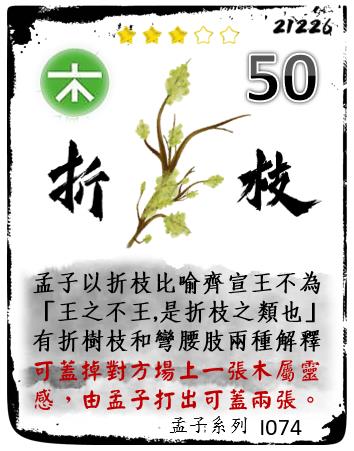 21226
木
50
折 枝
孟子以折枝比喻齊宣王不為
「王之不王,是折枝之類也」
有折樹枝和彎腰肢兩種解釋
可蓋掉對方場上一張木屬靈
感，由孟子打出可蓋兩張。
孟子系列 I074